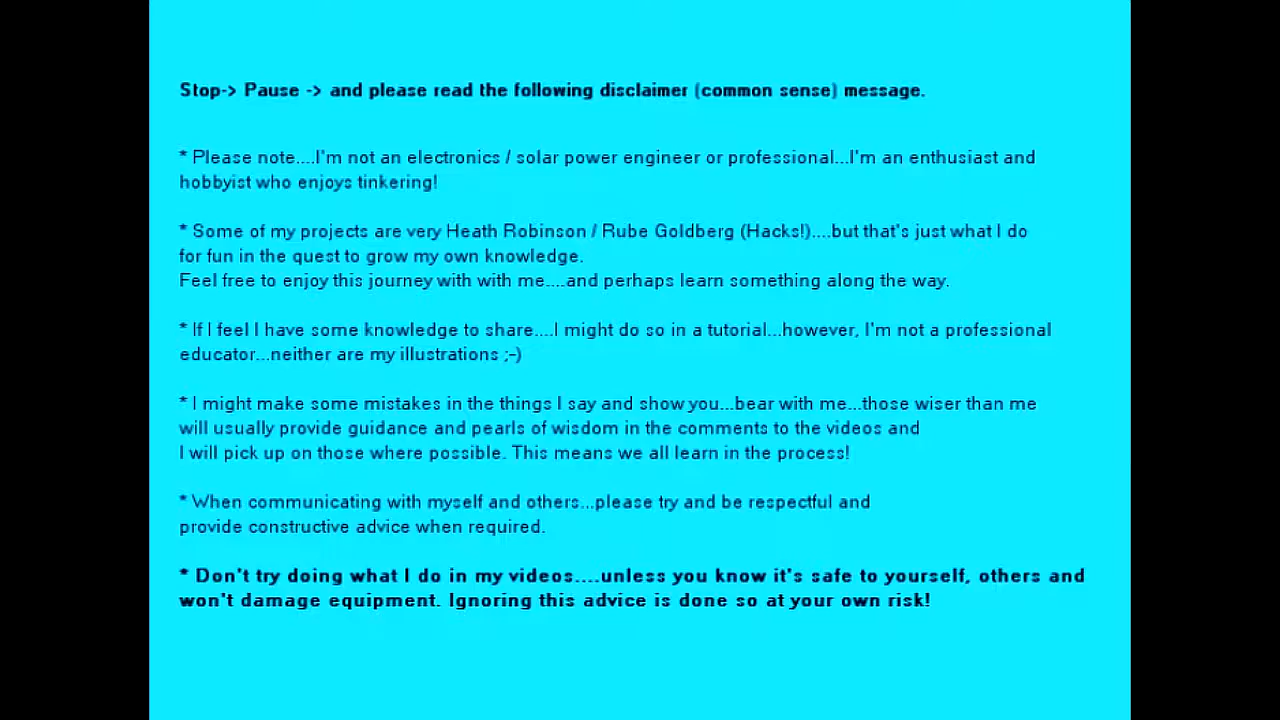 Stop-> Pause -> and please read the following disclaimer (common sense) message.
* Please note....I'm not an electronics / solar power engineer or professional...I'm an enthusiast and
hobbyist who enjoys tinkering!
* Some of my projects are very Heath Robinson / Rube Goldberg (Hacks!)....but that's just what I do
for fun in the quest to grow my own knowledge.
Feel free to enjoy this journey with with me....and perhaps learn something along the way.
* If I feel I have some knowledge to share....I might do so in a tutorial...however, I'm not a professional
educator...neither are my illustrations ;-)
* I might make some mistakes in the things I say and show you...bear with me...those wiser than me
will usually provide guidance and pearls of wisdom in the comments to the videos and
I will pick up on those where possible. This means we all learn in the process!
* When communicating with myself and others...please try and be respectful and
provide constructive advice when required.
* Don't try doing what I do in my videos....unless you know it's safe to yourself, others and
won't damage equipment. Ignoring this advice is done so at your own risk!